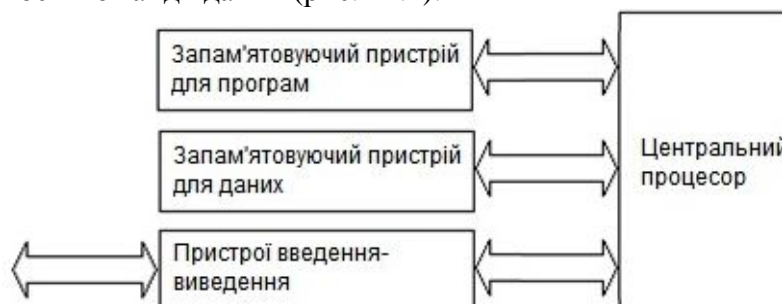 Запам'ятовуючий пристрій
для програм
Запам'ятовуючий пристрій
для даних
Центральний
процесор
Пристрої введення-
виведення